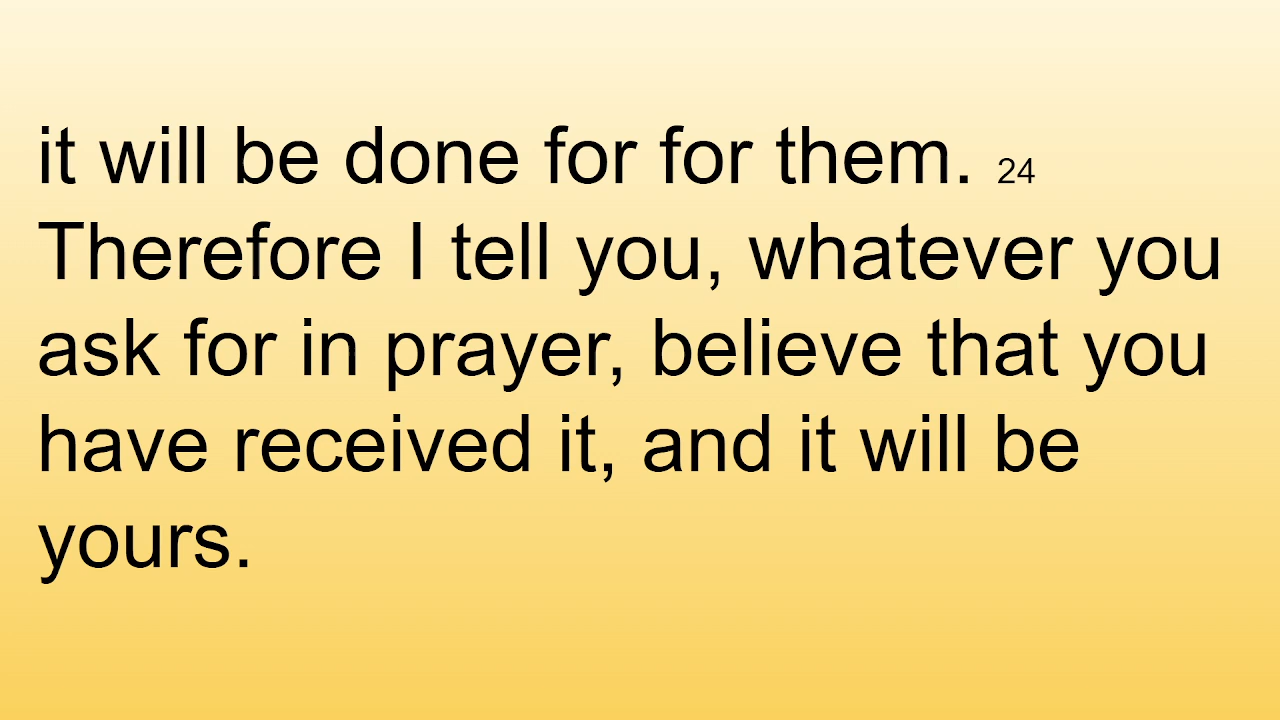 it will be done for for them. 24
Therefore I tell you, whatever you
ask for in prayer, believe that you
have received it, and it will be
yours.